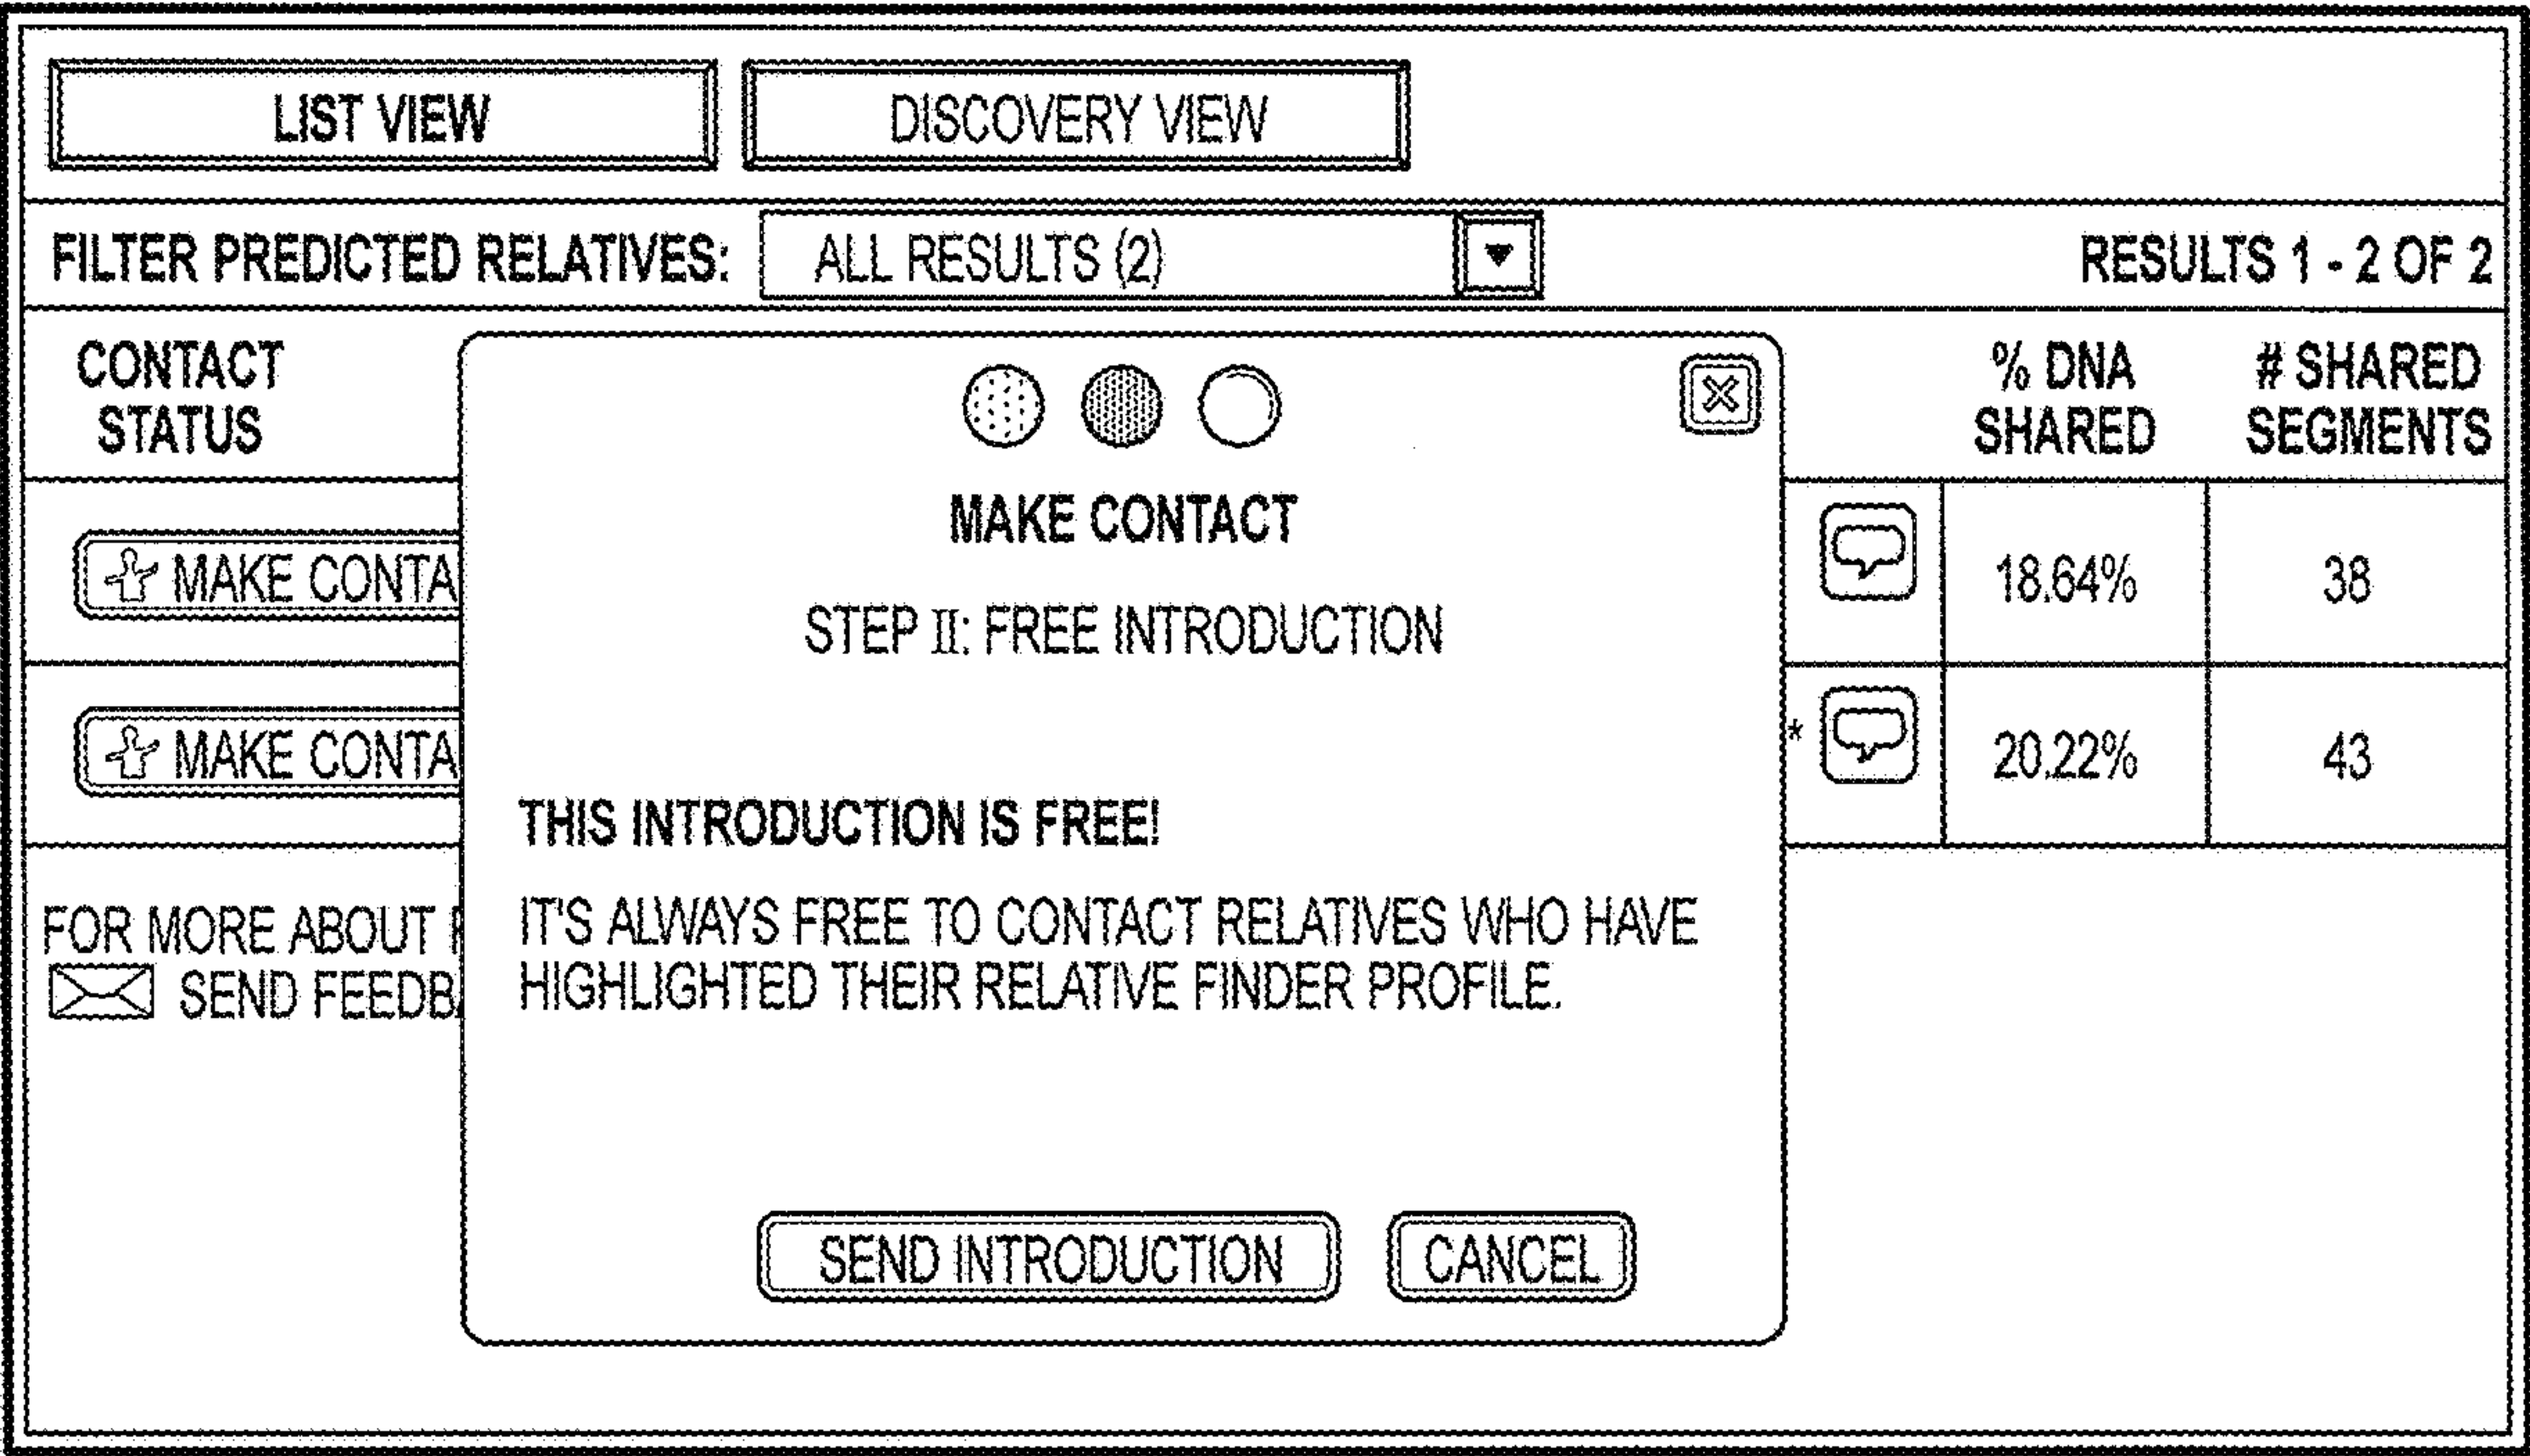 LIST VIEW
DISCOVERY VIEW
FILTER PREDICTED RELATIVES:
ALL RESULTS (2)
RESULTS 1 - 2 OF 2
CONTACT
STATUS
% DNA
SHARED
# SHARED
SEGMENTS
MAKE CONTA
18.64%
38
MAKE CONTA
*
20.22%
43
FOR MORE ABOUT
SEND FEEDBA
MAKE CONTACT
STEP II: FREE INTRODUCTION
THIS INTRODUCTION IS FREE!
IT'S ALWAYS FREE TO CONTACT RELATIVES WHO HAVE
HIGHLIGHTED THEIR RELATIVE FINDER PROFILE.
SEND INTRODUCTION
CANCEL